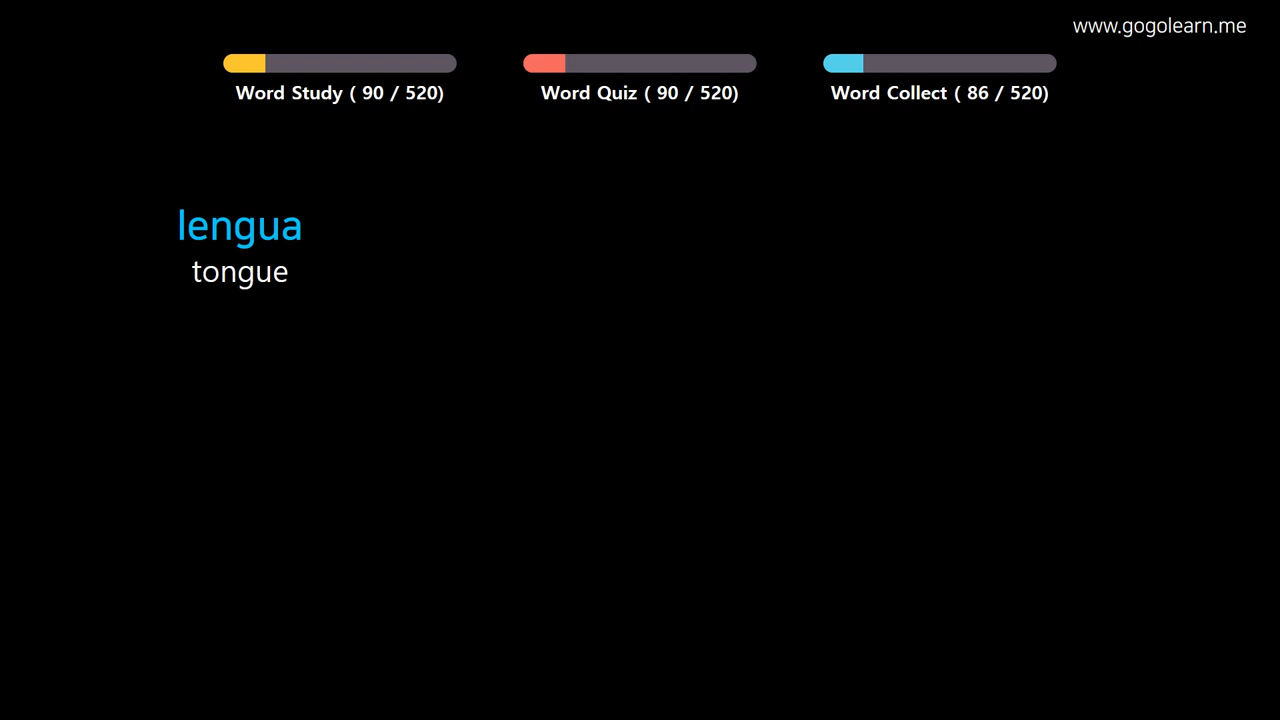 www.gogolearn.me
Word Study ( 90 / 520)
Word Quiz ( 90 / 520)
Word Collect ( 86 / 520)
lengua
tongue